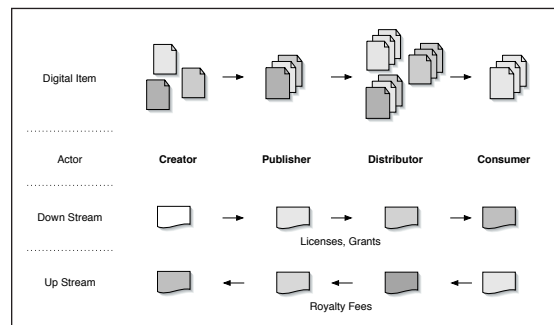 Digital Item
Actor Creator Publisher Distributor Consumer
Down Stream
Licenses, Grants
Up Stream
Royalty Fees